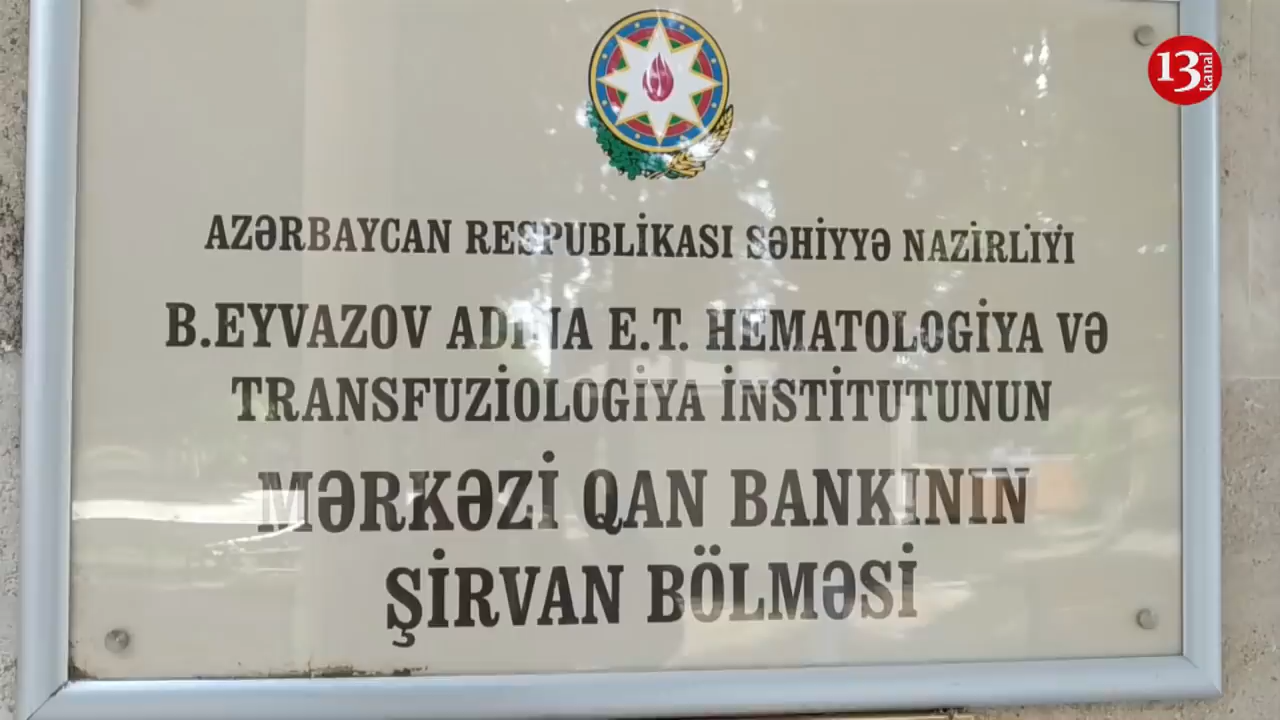 13 kanal
AZƏRBAYCAN RESPUBLİKASI SƏHİYYƏ NAZİRLİYİ
B.EYVAZOV ADINA E.T. HEMATOLOGİYA VƏ
TRANSFUZİOLOGİYA İNSTİTUTUNUN
MƏRKƏZİ QAN BANKININ
ŞİRVAN BÖLMƏSİ